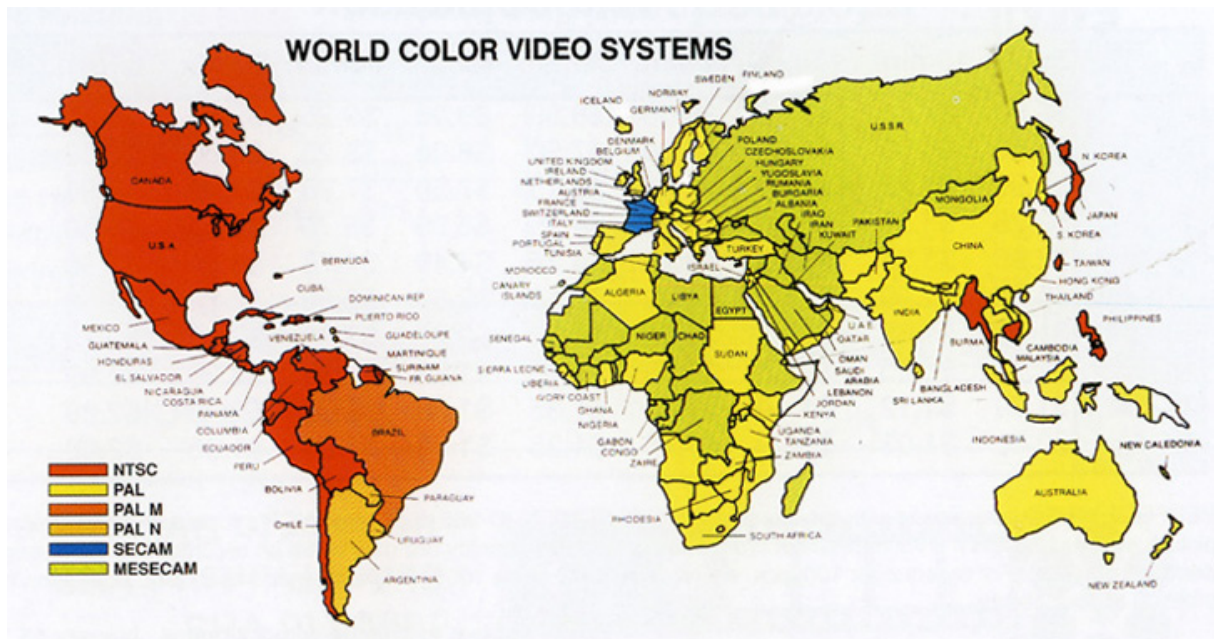 WORLD COLOR VIDEO SYSTEMS
SWEDEN
FINLAND
NORWAY
ICELAND
GERMANY
U.S.S.R.
DENMARK
POLAND
BELGIUM
CZECHOSLOVAKIA
UNITED KINGDOM
HUNGARY
IRELAND
YUGOSLAVIA
NETHERLANDS
RUMANIA
AUSTRIA
BURGARIA
FRANCE
ALBANIA
SWITZERLAND
IRAQ
ITALY
IRAN
PAKISTAN
SPAIN
KUWAIT
PORTUGAL
TURKEY
TUNISIA
ISRAEL
MOROCCO
CANARY
ISLANDS
ALGERIA
LIBYA
EGYPT
CANADA
U.S.A
BERMUDA
CUBA
DOMINICAN REP
PUERTO RICO
MEXICO
GUADELOUPE
VENEZUELA
GUATEMALA
MARTINIQUE
HONDURAS
SURINAM
EL SALVADOR
FR. GUIANA
NICARAGUA
COSTA RICA
PANAMA
COLUMBIA
BRAZIL
ECUADOR
PERU
BOLIVIA
PARAGUAY
CHILE
URUGUAY
ARGENTINA
N. KOREA
MONGOLIA
JAPAN
S. KOREA
CHINA
TAIWAN
HONG KONG
THAILAND
INDIA
PHILIPPINES
U.A.E.
QATAR
BURMA
CAMBODIA
MALAYSIA
OMAN
SAUDI
ARABIA
BANGLADESH
LEBANON
SRI LANKA
JORDAN
SENEGAL
NIGER
CHAD
SUDAN
SIERRA LEONE
LIBERIA
IVORY COAST
GHANA
NIGERIA
KENYA
GABON
UGANDA
CONGO
TANZANIA
ZAIRE
ZAMBIA
RHODESIA
SOUTH AFRICA
INDONESIA
NEW CALEDONIA
AUSTRALIA
NEW ZEALAND
NTSC
PAL
PAL M
PAL N
SECAM
MESECAM